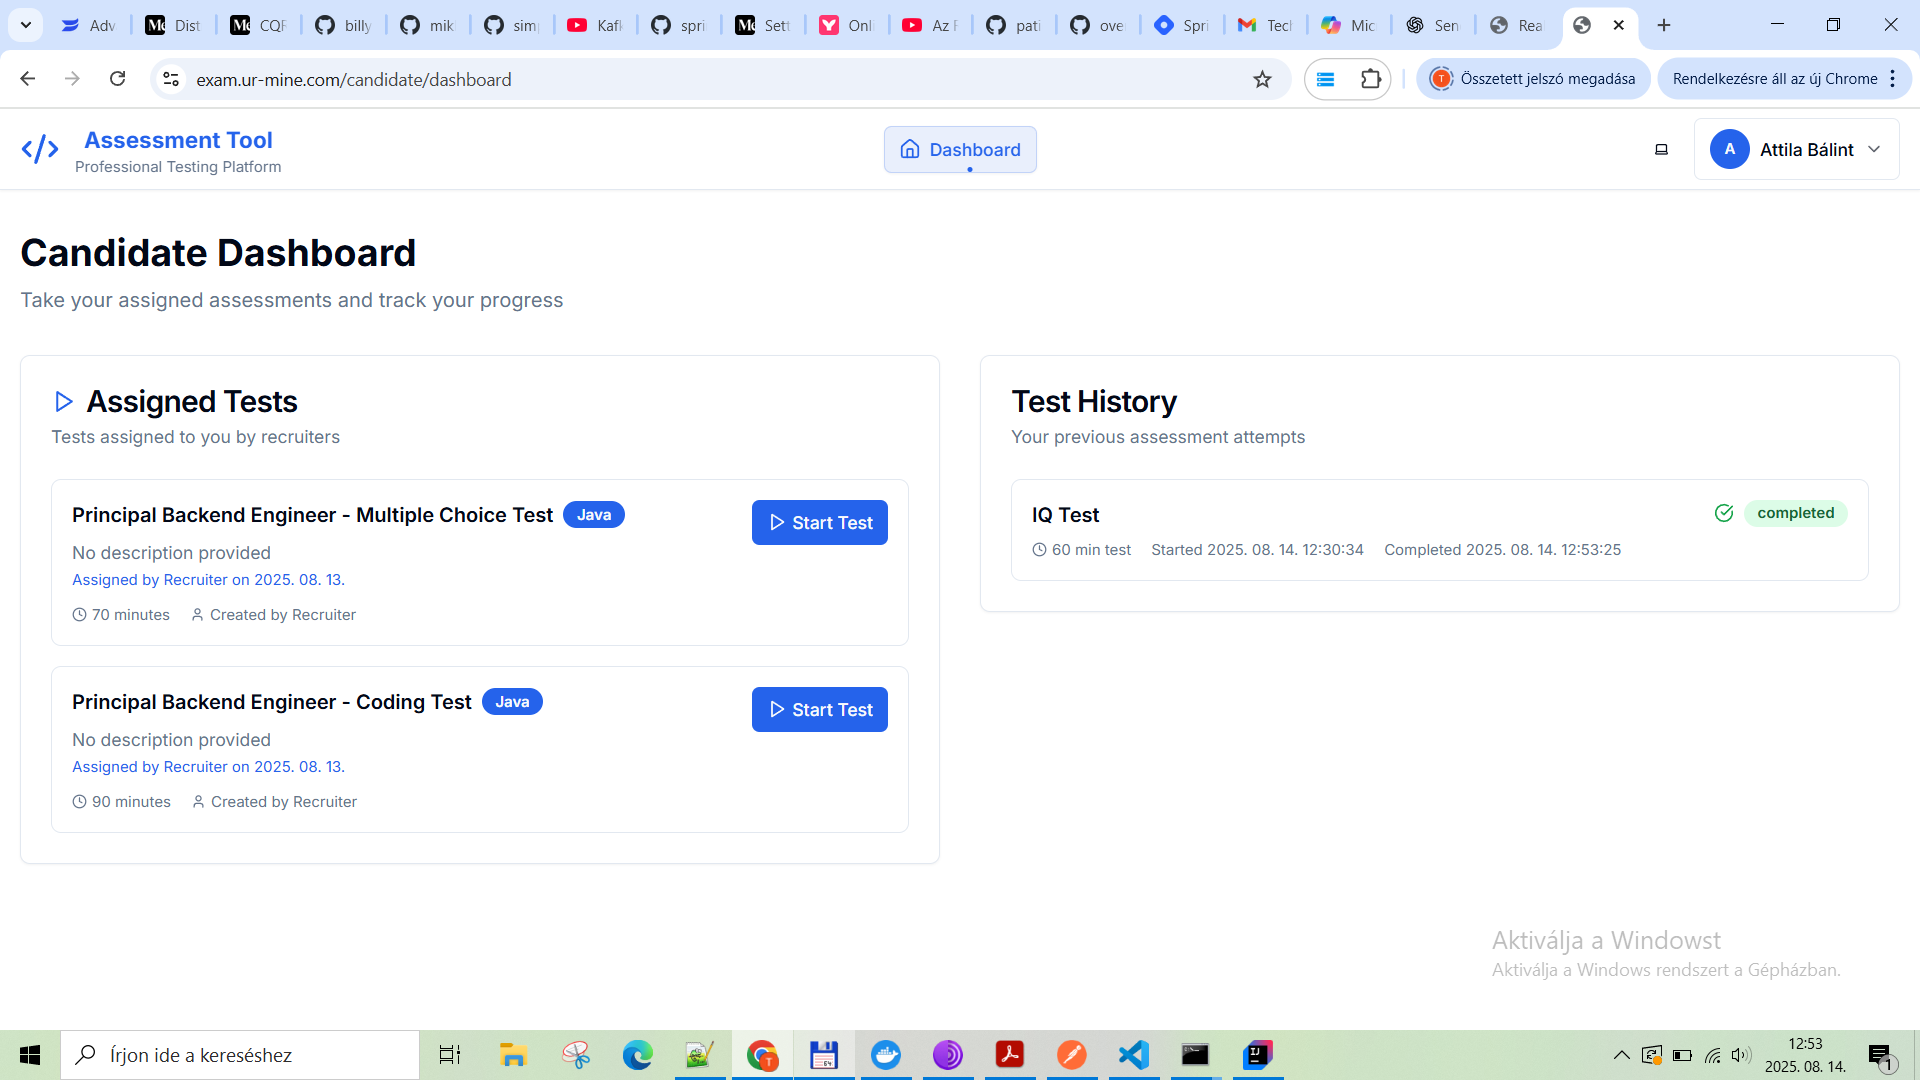 Adv
Dist
CQR
billy
mik
sim
Kafk
spri
Sett
Onli
Az F
pati
ove
Spri
Tech
Mic
Sen
Rea
exam.ur-mine.com/candidate/dashboard
Összetett jelszó megadása
Rendelkezésre áll az új Chrome
Assessment Tool
Professional Testing Platform
Dashboard
A
Attila Bálint
Candidate Dashboard
Take your assigned assessments and track your progress
Assigned Tests
Tests assigned to you by recruiters
Principal Backend Engineer - Multiple Choice Test
Java
Start Test
No description provided
Assigned by Recruiter on 2025. 08. 13.
70 minutes
Created by Recruiter
Principal Backend Engineer - Coding Test
Java
Start Test
No description provided
Assigned by Recruiter on 2025. 08. 13.
90 minutes
Created by Recruiter
Test History
Your previous assessment attempts
IQ Test
completed
60 min test
Started 2025. 08. 14. 12:30:34
Completed 2025. 08. 14. 12:53:25
Aktiválja a Windowst
Aktiválja a Windows rendszert a Gépházban.
Írjon ide a kereséshez
12:53
2025. 08. 14.
1